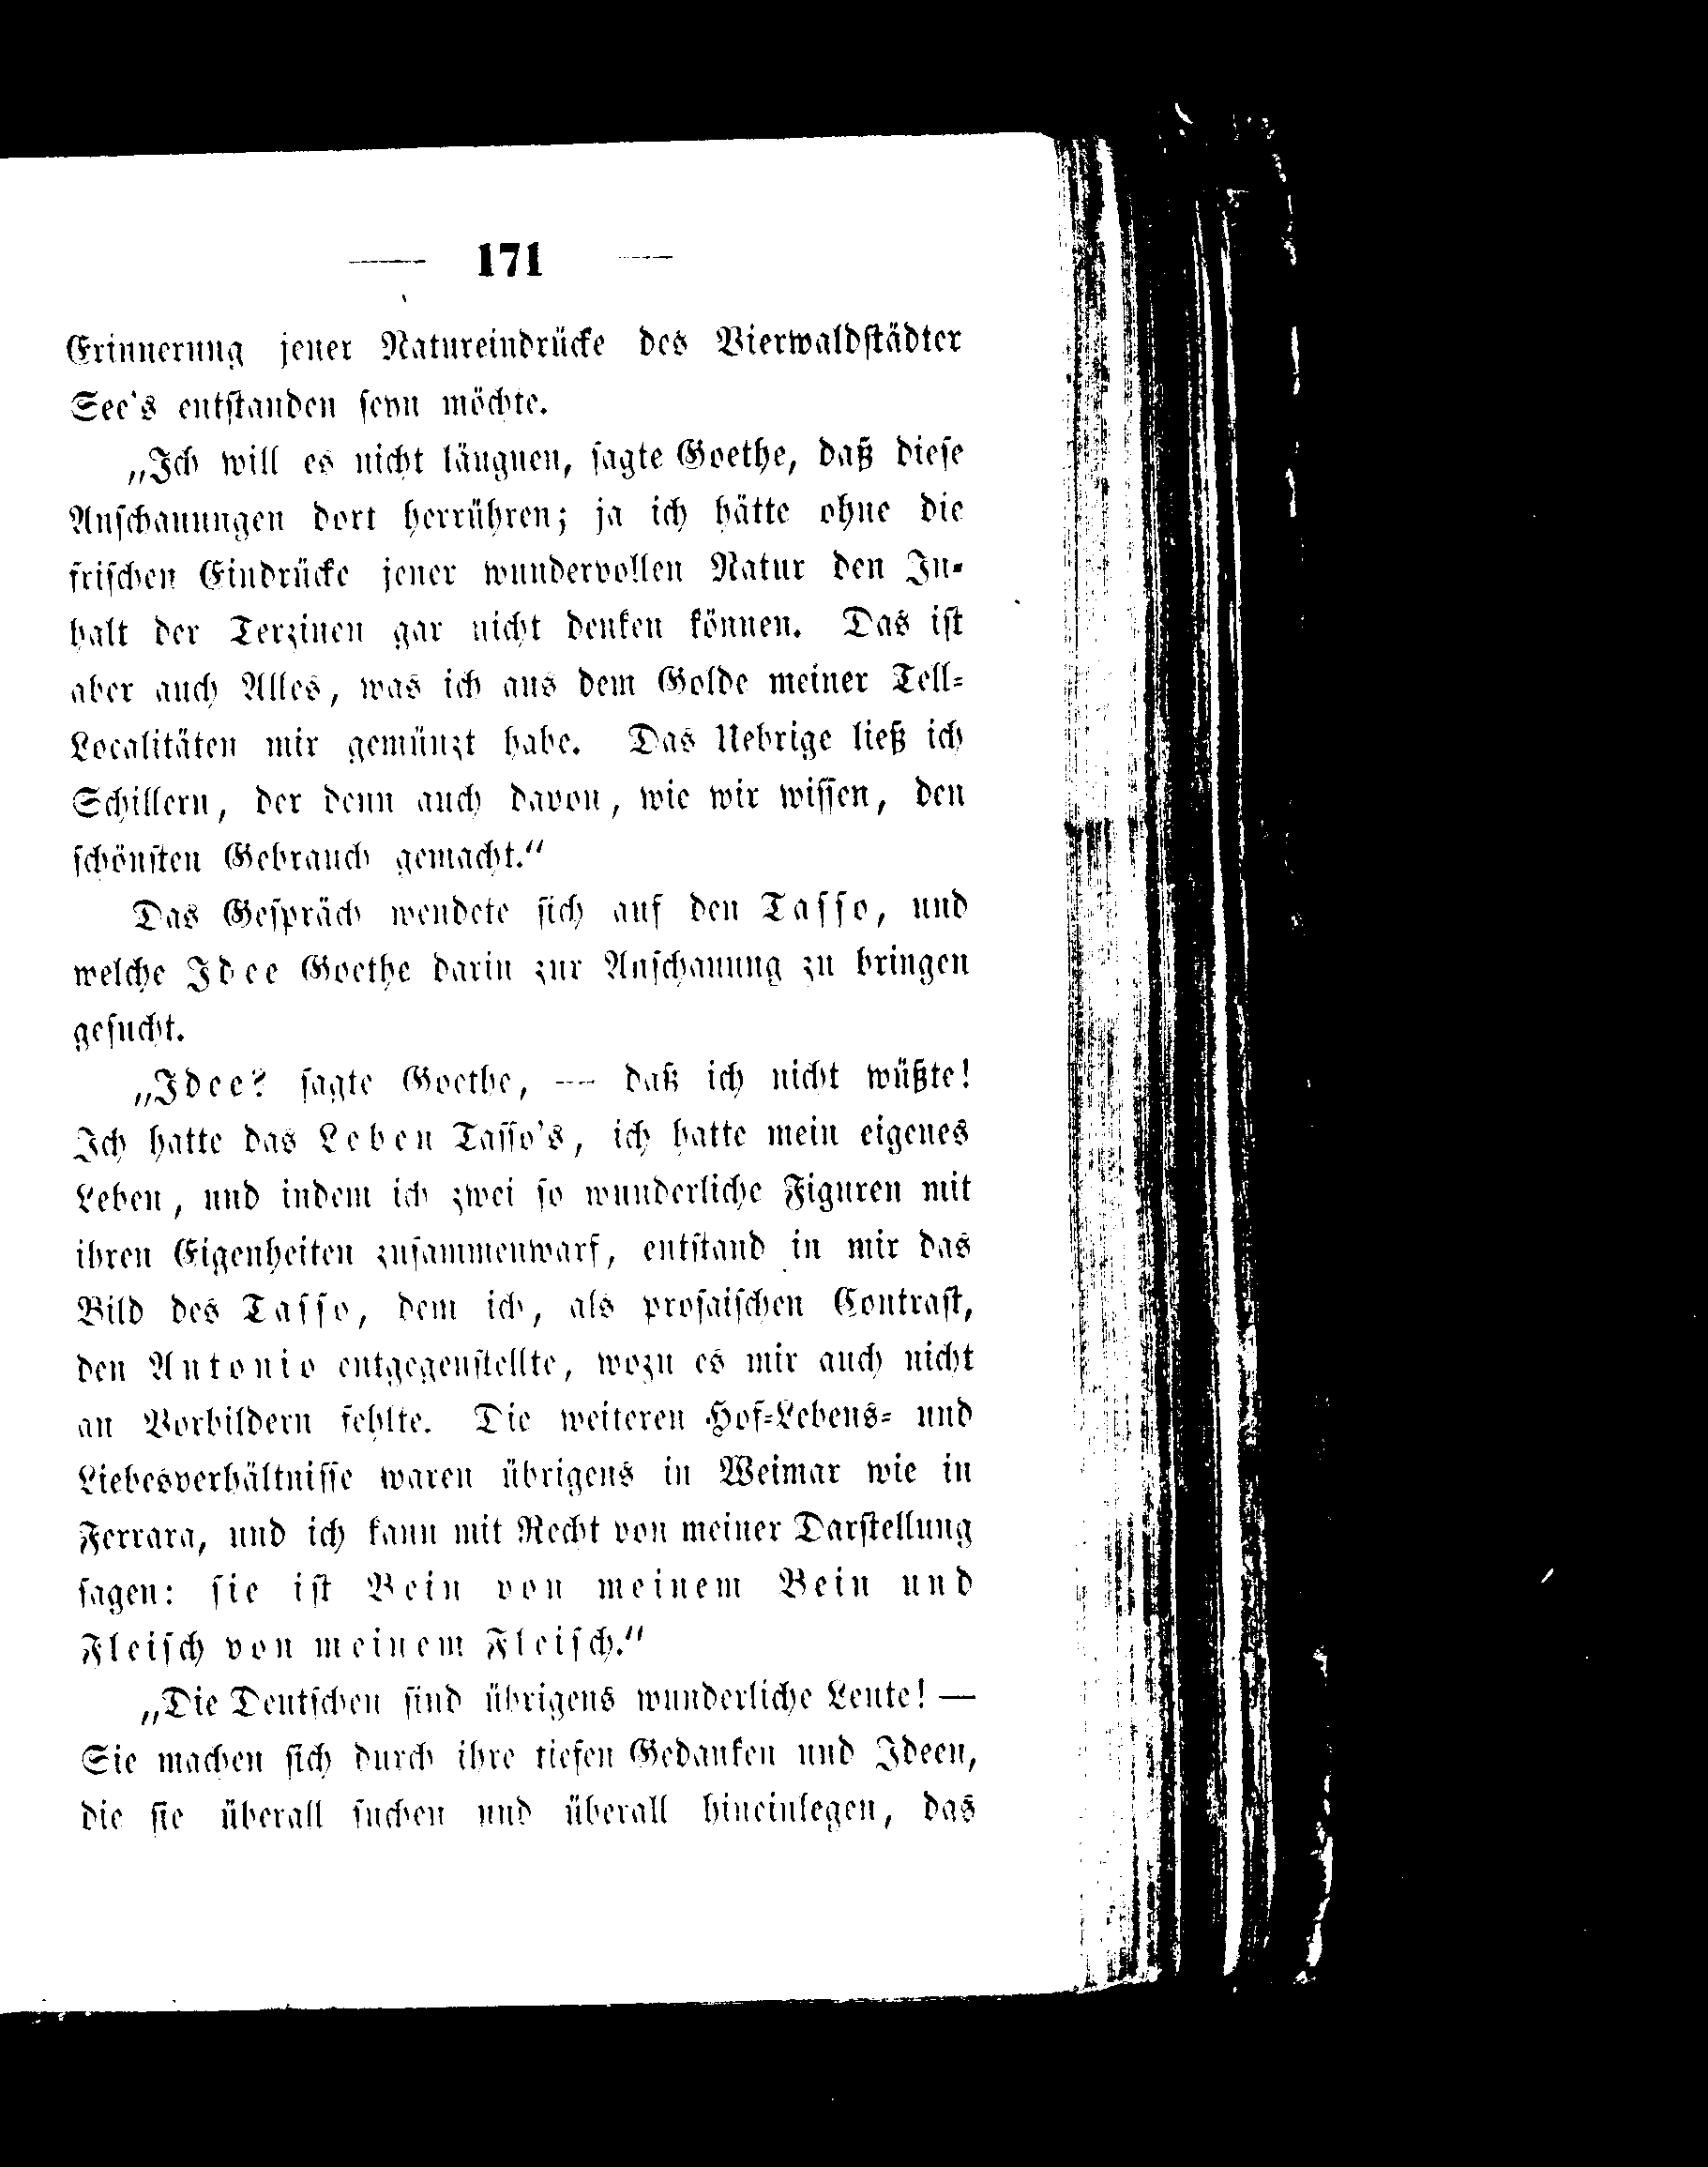 — 171 —
Erinnerung jener Natureindrücke des Vierwaldstädter
See's entstanden seyn möchte.
„Ich will es nicht läugnen, sagte Goethe, daß diese
Anschauungen dort herrühren; ja ich hätte ohne die
frischen Eindrücke jener wundervollen Natur den In-
halt der Terzinen gar nicht denken können. Das ist
aber auch Alles, was ich aus dem Golde meiner Tell-
Localitäten mir gemünzt habe. Das Uebrige ließ ich
Schillern, der denn auch davon, wie wir wissen, den
schönsten Gebrauch gemacht.“
Das Gespräch wendete sich auf den Tasso, und
welche Idee Goethe darin zur Anschauung zu bringen
gesucht.
„Idee? sagte Goethe, — daß ich nicht wüßte!
Ich hatte das Leben Tasso's, ich hatte mein eigenes
Leben, und indem ich zwei so wunderliche Figuren mit
ihren Eigenheiten zusammenwarf, entstand in mir das
Bild des Tasso, dem ich, als prosaischen Contrast,
den Antonio entgegenstellte, wozu es mir auch nicht
an Vorbildern fehlte. Die weiteren Hof-Lebens- und
Liebesverhältnisse waren übrigens in Weimar wie in
Ferrara, und ich kann mit Recht von meiner Darstellung
sagen: sie ist Bein von meinem Bein und
Fleisch von meinem Fleisch.“
„Die Deutschen sind übrigens wunderliche Leute! —
Sie machen sich durch ihre tiefen Gedanken und Ideen,
die sie überall suchen und überall hineinlegen, das